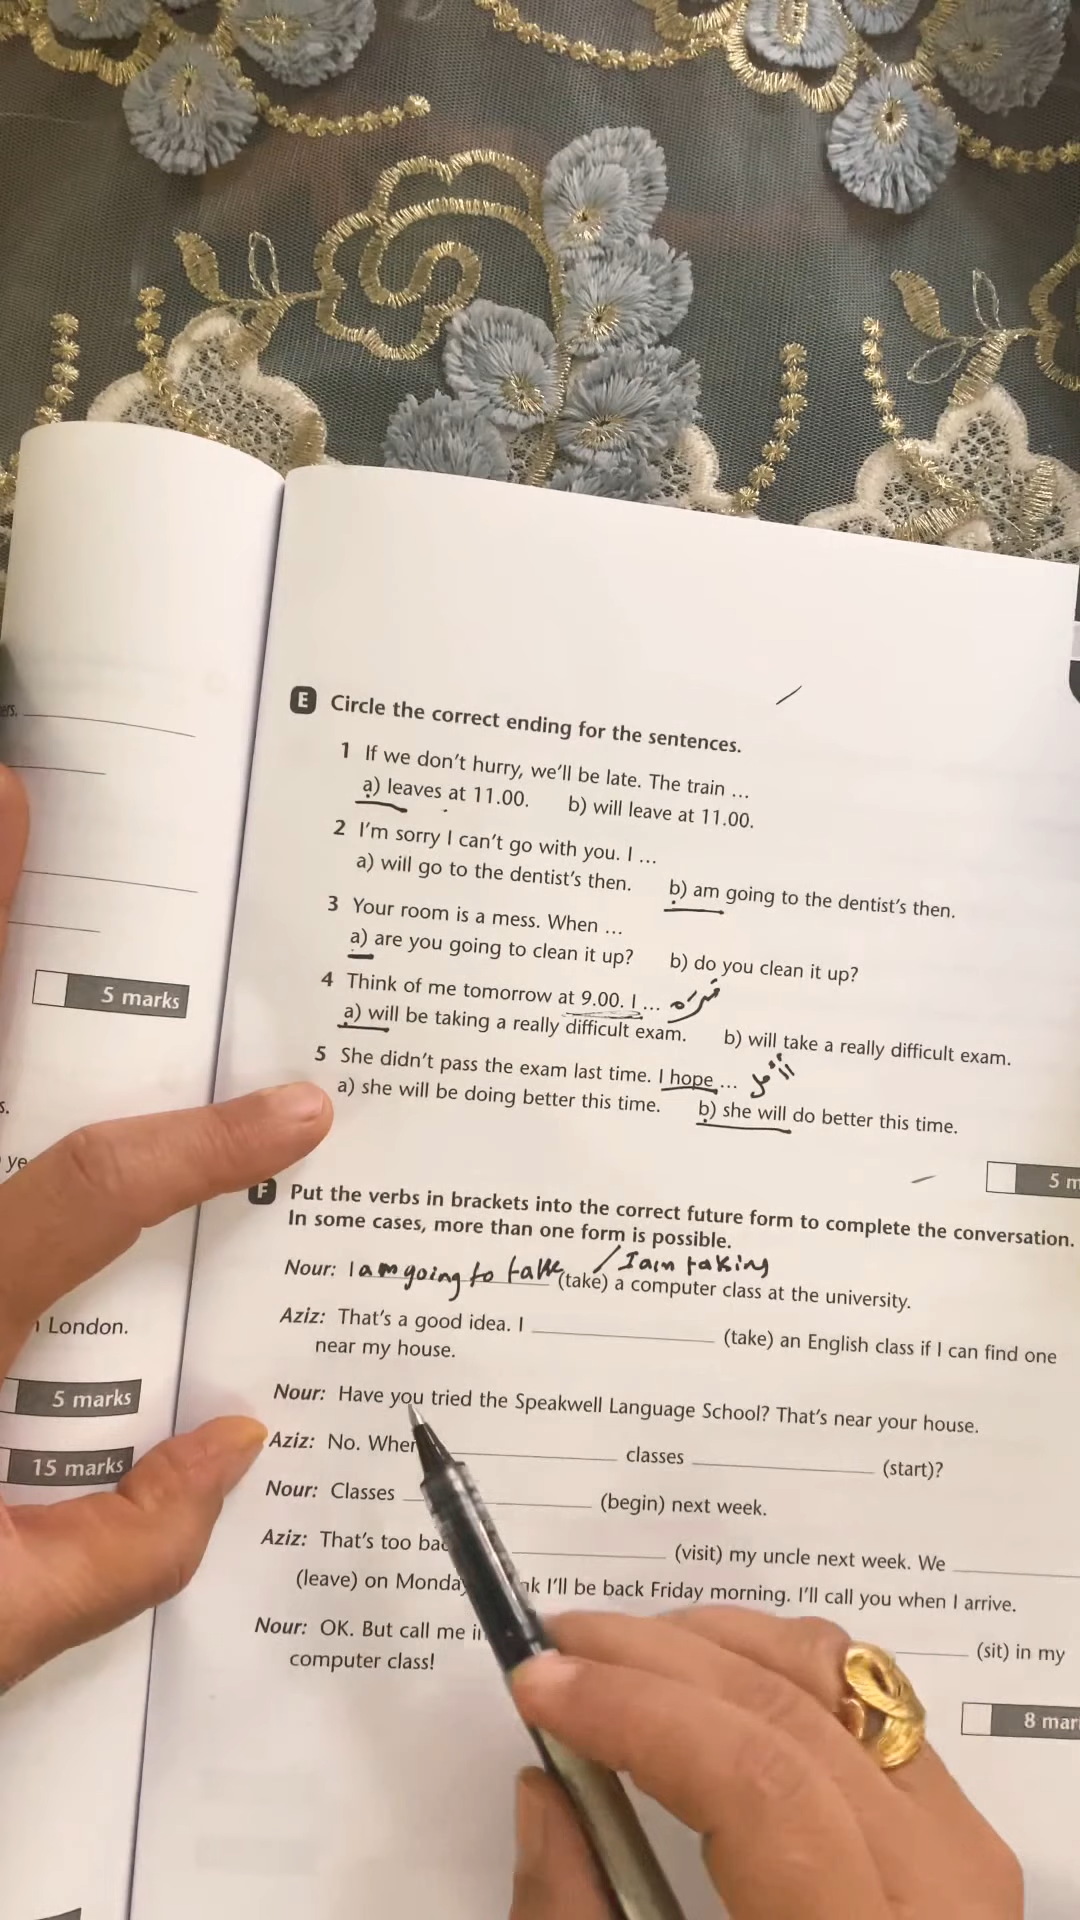 ers.
5 marks
s.
ye
London.
5 marks
15 marks
E Circle the correct ending for the sentences.
1 If we don't hurry, we'll be late. The train ...
a) leaves at 11.00. b) will leave at 11.00.
2 I'm sorry I can't go with you. I ...
a) will go to the dentist's then. b) am going to the dentist's then.
3 Your room is a mess. When ...
a) are you going to clean it up? b) do you clean it up?
4 Think of me tomorrow at 9.00. I ...
a) will be taking a really difficult exam. b) will take a really difficult exam.
5 She didn't pass the exam last time. I hope ...
a) she will be doing better this time. b) she will do better this time.
5 m
F Put the verbs in brackets into the correct future form to complete the conversation.
In some cases, more than one form is possible.
Nour: I am going to take / I am taking (take) a computer class at the university.
Aziz: That's a good idea. I (take) an English class if I can find one
near my house.
Nour: Have you tried the Speakwell Language School? That's near your house.
Aziz: No. When classes (start)?
Nour: Classes (begin) next week.
Aziz: That's too (visit) my uncle next week. We
(leave) on Monday I'll be back Friday morning. I'll call you when I arrive.
Nour: OK. But call me (sit) in my
computer class!
8 mar